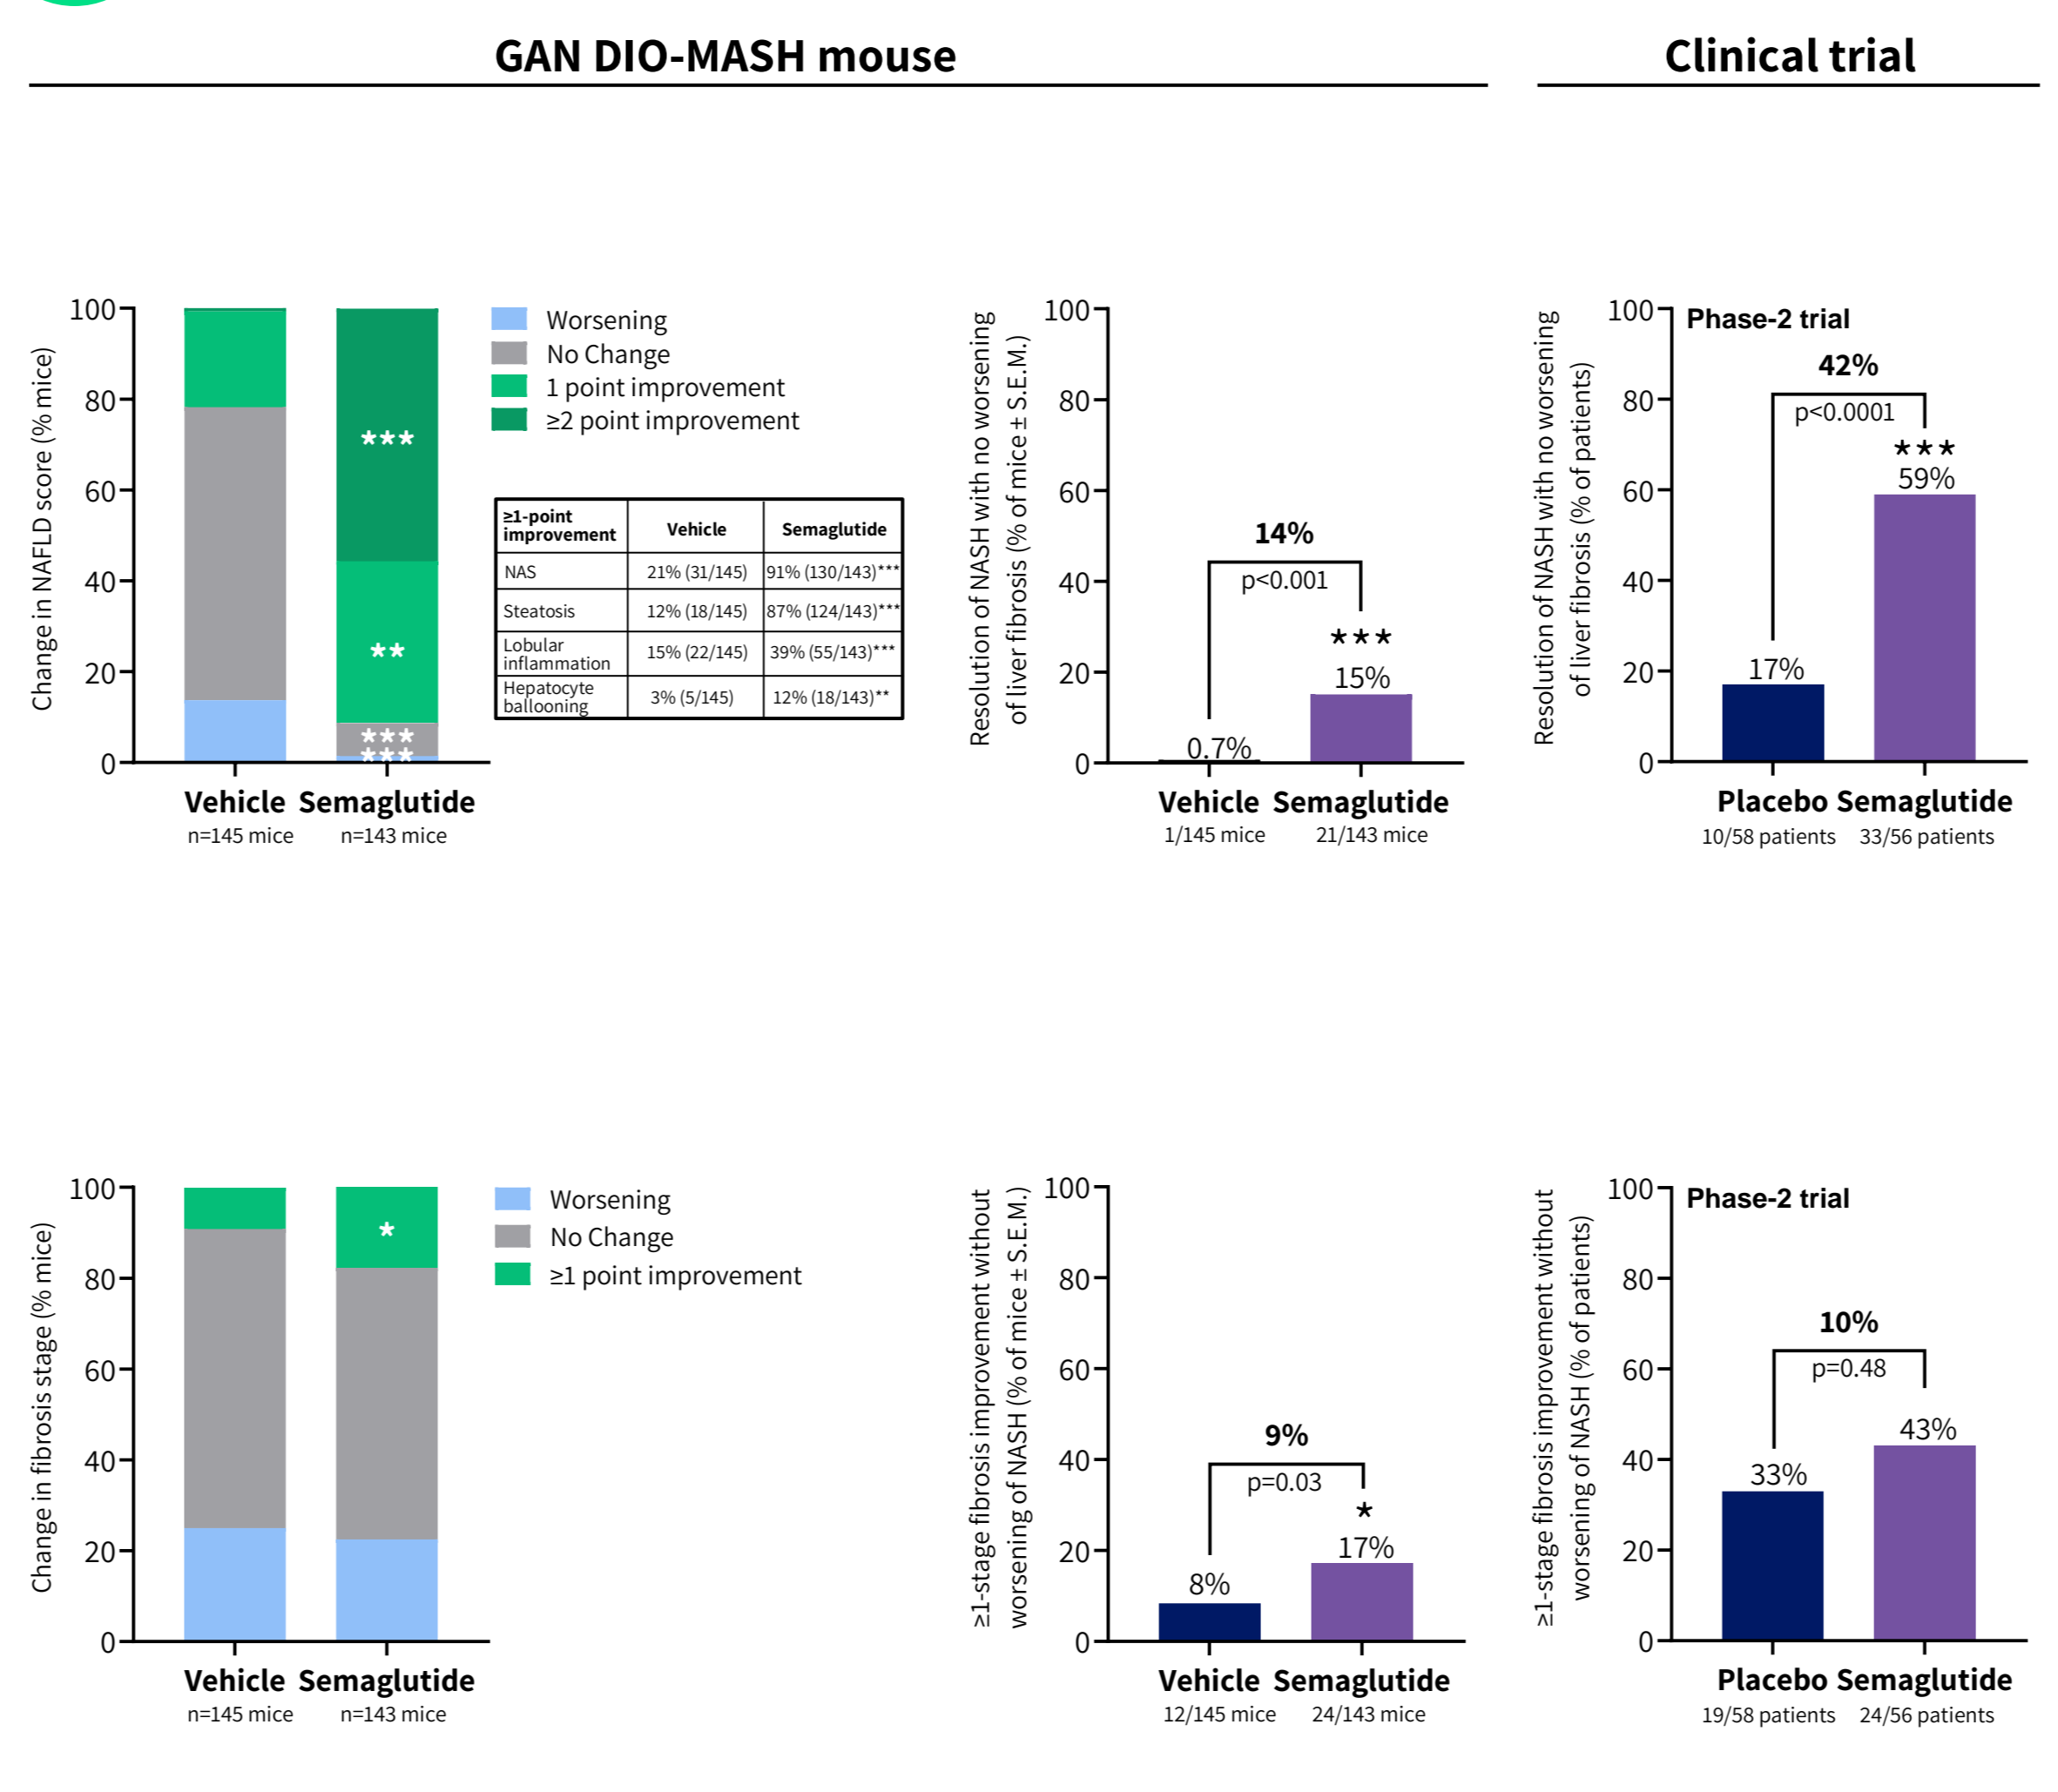 GAN DIO-MASH mouse
Clinical trial
Change in NAFLD score (% mice)
100
80
60
40
20
0
***
**
***
***
Vehicle Semaglutide
n=145 mice n=143 mice
Worsening
No Change
1 point improvement
≥2 point improvement
≥1-point improvement Vehicle Semaglutide
NAS 21% (31/145) 91% (130/143)***
Steatosis 12% (18/145) 87% (124/143)***
Lobular inflammation 15% (22/145) 39% (55/143)***
Hepatocyte ballooning 3% (5/145) 12% (18/143)**
Resolution of NASH with no worsening
of liver fibrosis (% of mice ± S.E.M.)
100
80
60
40
20
0
14%
p<0.001
***
15%
0.7%
Vehicle Semaglutide
1/145 mice 21/143 mice
Resolution of NASH with no worsening
of liver fibrosis (% of patients)
100
80
60
40
20
0
Phase-2 trial
42%
p<0.0001
***
59%
17%
Placebo Semaglutide
10/58 patients 33/56 patients
Change in fibrosis stage (% mice)
100
80
60
40
20
0
*
Vehicle Semaglutide
n=145 mice n=143 mice
Worsening
No Change
≥1 point improvement
≥1-stage fibrosis improvement without
worsening of NASH (% of mice ± S.E.M.)
100
80
60
40
20
0
9%
p=0.03
*
17%
8%
Vehicle Semaglutide
12/145 mice 24/143 mice
≥1-stage fibrosis improvement without
worsening of NASH (% of patients)
100
80
60
40
20
0
Phase-2 trial
10%
p=0.48
43%
33%
Placebo Semaglutide
19/58 patients 24/56 patients